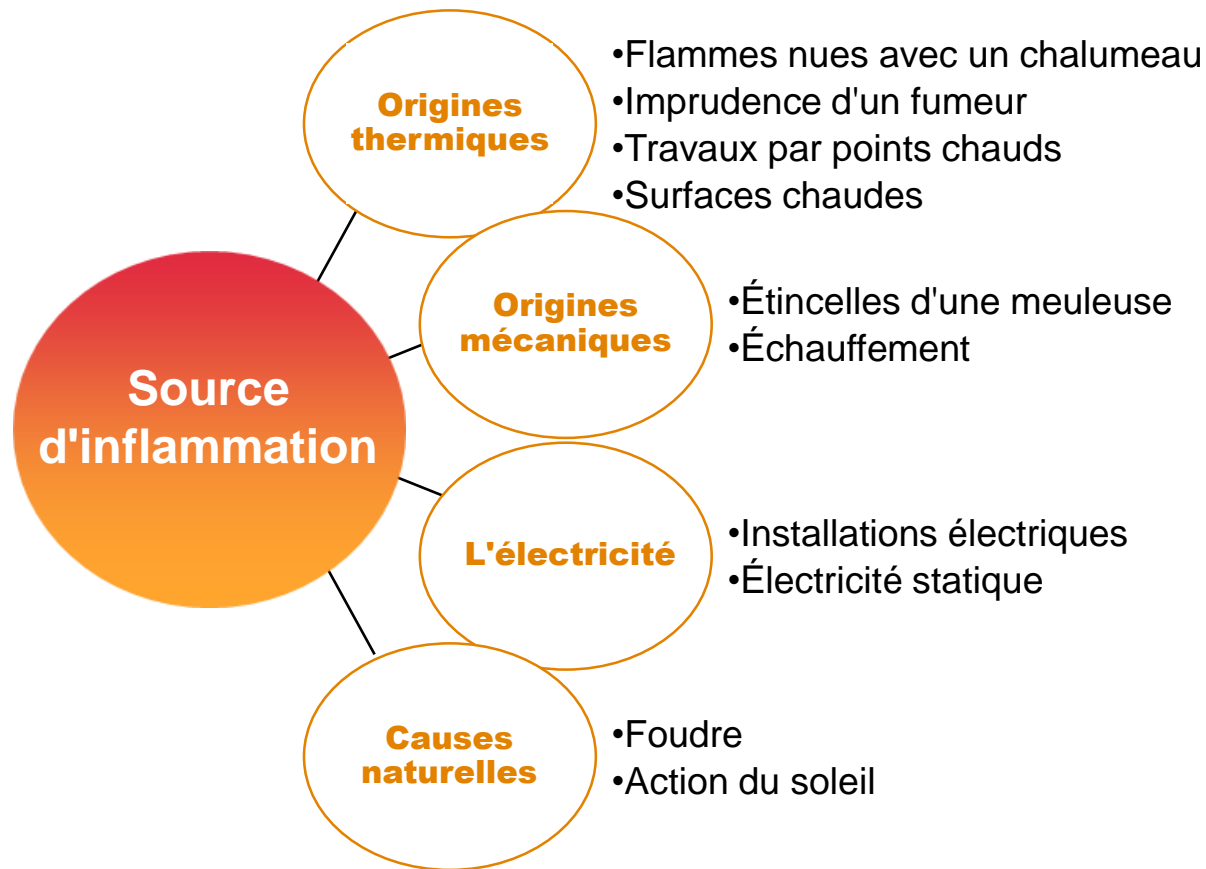 Source
d'inflammation
Origines
thermiques
•Flammes nues avec un chalumeau
•Imprudence d'un fumeur
•Travaux par points chauds
•Surfaces chaudes
Origines
mécaniques
•Étincelles d'une meuleuse
•Échauffement
L'électricité
•Installations électriques
•Électricité statique
Causes
naturelles
•Foudre
•Action du soleil